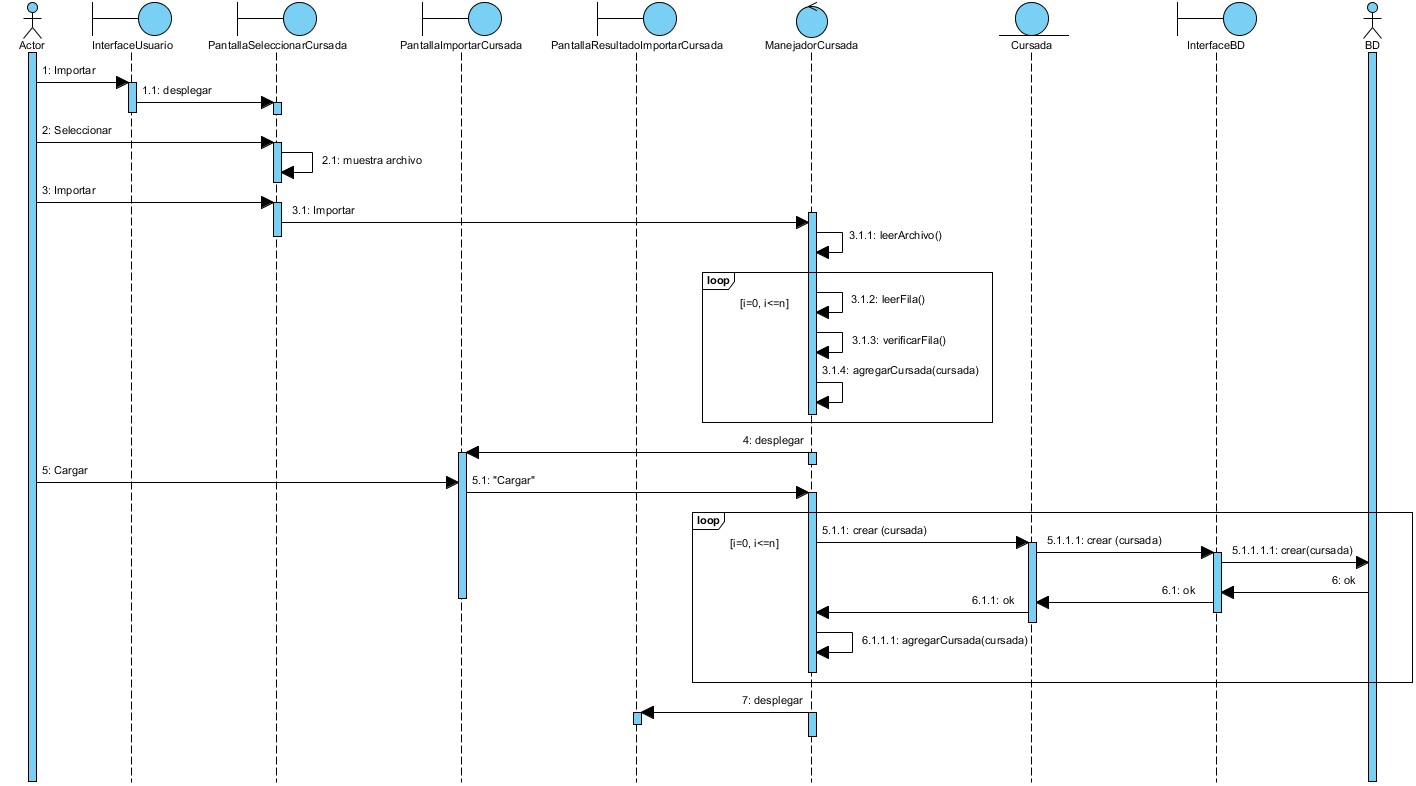 Actor
InterfaceUsuario
PantallaSeleccionarCursada
PantallaImportarCursada
PantallaResultadoImportarCursada
ManejadorCursada
Cursada
InterfaceBD
BD
1: Importar
1.1: desplegar
2: Seleccionar
2.1: muestra archivo
3: Importar
3.1: Importar
3.1.1: leerArchivo()
loop
[i=0, i<=n]
3.1.2: leerFila()
3.1.3: verificarFila()
3.1.4: agregarCursada(cursada)
4: desplegar
5: Cargar
5.1: "Cargar"
loop
[i=0, i<=n]
5.1.1: crear (cursada)
5.1.1.1: crear (cursada)
5.1.1.1.1: crear(cursada)
6: ok
6.1: ok
6.1.1: ok
6.1.1.1: agregarCursada(cursada)
7: desplegar